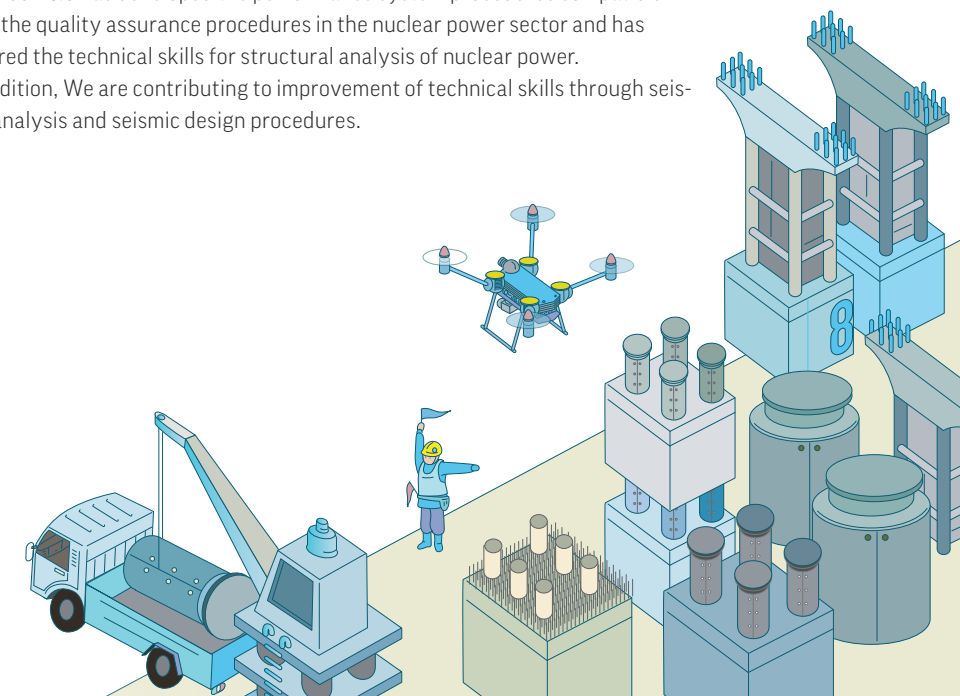 the quality assurance procedures in the nuclear power sector and has
red the technical skills for structural analysis of nuclear power.
dition, We are contributing to improvement of technical skills through seis-
analysis and seismic design procedures.
8